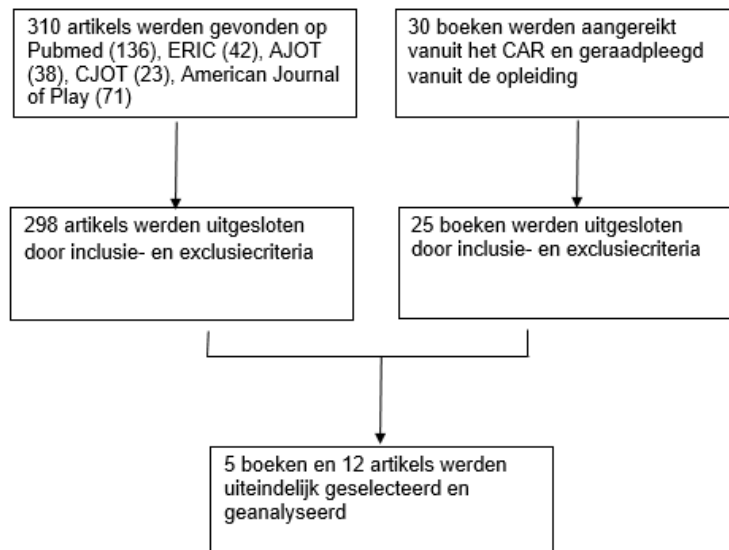 310 artikels werden gevonden op
Pubmed (136), ERIC (42), AJOT
(38), CJOT (23), American Journal
of Play (71)
30 boeken werden aangereikt
vanuit het CAR en geraadpleegd
vanuit de opleiding
298 artikels werden uitgesloten
door inclusie- en exclusiecriteria
25 boeken werden uitgesloten
door inclusie- en exclusiecriteria
5 boeken en 12 artikels werden
uiteindelijk geselecteerd en
geanalyseerd